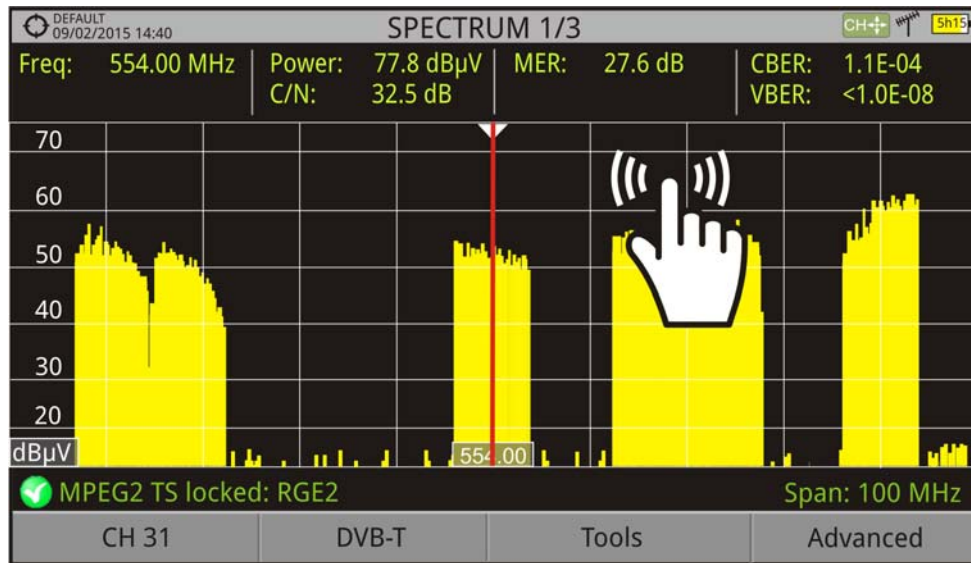 DEFAULT
09/02/2015 14:40
SPECTRUM 1/3
CH
5h15
Freq: 554.00 MHz
Power: 77.8 dBµV
MER: 27.6 dB
CBER: 1.1E-04
C/N: 32.5 dB
VBER: <1.0E-08
70
60
50
40
30
20
dBµV
554.00
MPEG2 TS locked: RGE2
Span: 100 MHz
CH 31
DVB-T
Tools
Advanced